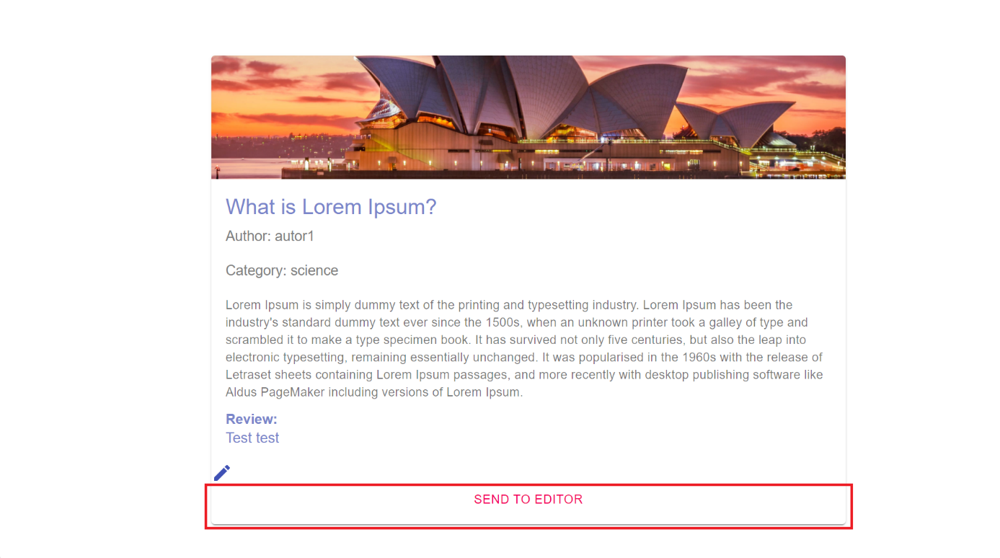 What is Lorem Ipsum?
Author: autor1
Category: science
Lorem Ipsum is simply dummy text of the printing and typesetting industry. Lorem Ipsum has been the
industry's standard dummy text ever since the 1500s, when an unknown printer took a galley of type and
scrambled it to make a type specimen book. It has survived not only five centuries, but also the leap into
electronic typesetting, remaining essentially unchanged. It was popularised in the 1960s with the release of
Letraset sheets containing Lorem Ipsum passages, and more recently with desktop publishing software like
Aldus PageMaker including versions of Lorem Ipsum.
Review:
Test test
SEND TO EDITOR